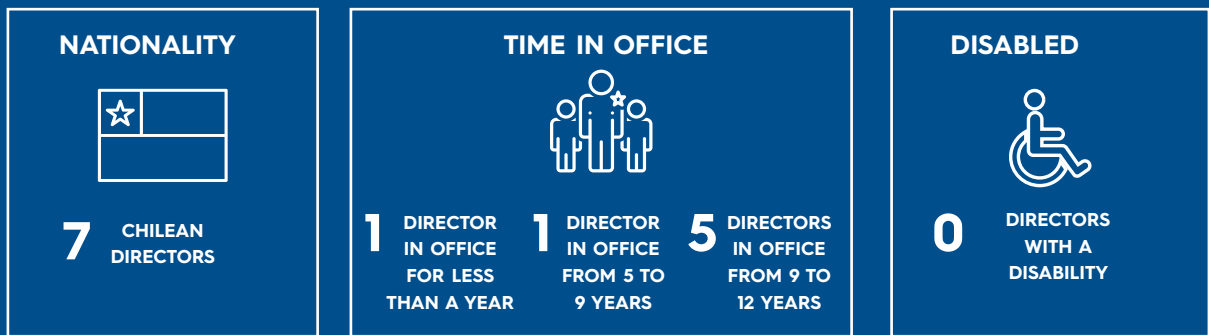 NATIONALITY
7
CHILEAN
DIRECTORS
TIME IN OFFICE
1
DIRECTOR
IN OFFICE
FOR LESS
THAN A YEAR
1
DIRECTOR
IN OFFICE
FROM 5 TO
9 YEARS
5
DIRECTORS
IN OFFICE
FROM 9 TO
12 YEARS
DISABLED
0
DIRECTORS
WITH A
DISABILITY